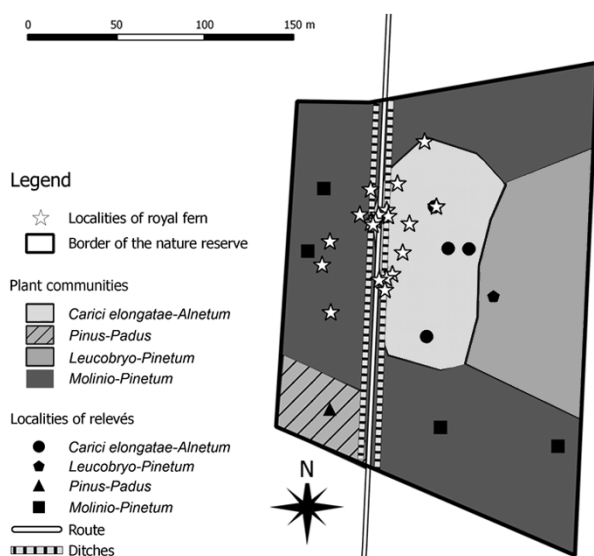 0 50 100 150 m
Legend
Localities of royal fern
Border of the nature reserve
Plant communities
Carici elongatae-Alnetum
Pinus-Padus
Leucobryo-Pinetum
Molinio-Pinetum
Localities of relevés
Carici elongatae-Alnetum
Leucobryo-Pinetum
Pinus-Padus
Molinio-Pinetum
Route
Ditches
N